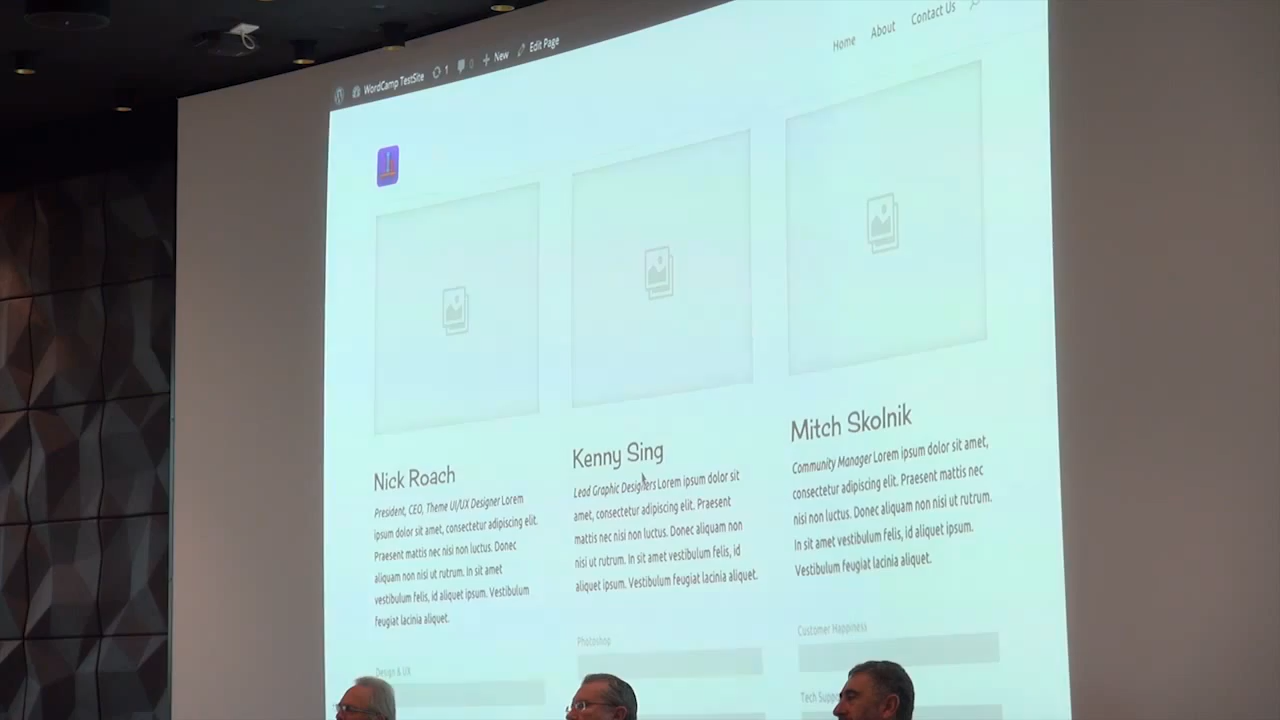 WordCamp TestSite 1 0 New Edit Page
Home About Contact Us
Nick Roach
President, CEO, Theme UI/UX Designer Lorem
ipsum dolor sit amet, consectetur adipiscing elit.
Praesent mattis nec nisi non luctus. Donec
aliquam non nisi ut rutrum. In sit amet
vestibulum felis, id aliquet ipsum. Vestibulum
feugiat lacinia aliquet.
Design & UX
Kenny Sing
Lead Graphic Designers Lorem ipsum dolor sit
amet, consectetur adipiscing elit. Praesent
mattis nec nisi non luctus. Donec aliquam non
nisi ut rutrum. In sit amet vestibulum felis, id
aliquet ipsum. Vestibulum feugiat lacinia aliquet.
Photoshop
Mitch Skolnik
Community Manager Lorem ipsum dolor sit amet,
consectetur adipiscing elit. Praesent mattis nec
nisi non luctus. Donec aliquam non nisi ut rutrum.
In sit amet vestibulum felis, id aliquet ipsum.
Vestibulum feugiat lacinia aliquet.
Customer Happiness
Tech